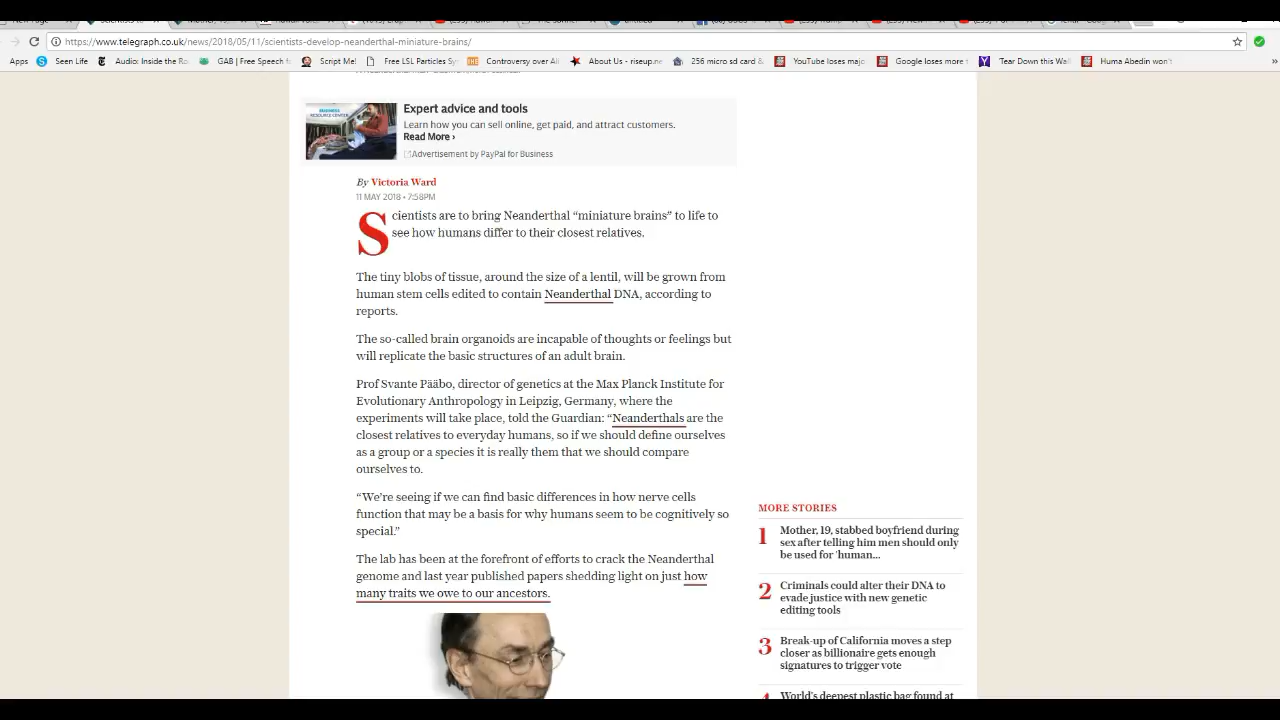 https://www.telegraph.co.uk/news/2018/05/11/scientists-develop-neanderthal-miniature-brains/
Apps Seen Life Audio: Inside the Ro GAB | Free Speech f Script Me! Free LSL Particles Sy Controversy over Ali About Us - riseup.ne 256 micro sd card & YouTube loses majo Google loses more t Tear Down this Wal Huma Abedin won't
Expert advice and tools
Learn how you can sell online, get paid, and attract customers.
Read More ›
Advertisement by PayPal for Business
BUSINESS
RESOURCE CENTER
By Victoria Ward
11 MAY 2018 • 7:58PM
Scientists are to bring Neanderthal “miniature brains” to life to
see how humans differ to their closest relatives.
The tiny blobs of tissue, around the size of a lentil, will be grown from
human stem cells edited to contain Neanderthal DNA, according to
reports.
The so-called brain organoids are incapable of thoughts or feelings but
will replicate the basic structures of an adult brain.
Prof Svante Pääbo, director of genetics at the Max Planck Institute for
Evolutionary Anthropology in Leipzig, Germany, where the
experiments will take place, told the Guardian: “Neanderthals are the
closest relatives to everyday humans, so if we should define ourselves
as a group or a species it is really them that we should compare
ourselves to.
“We're seeing if we can find basic differences in how nerve cells
function that may be a basis for why humans seem to be cognitively so
special.”
The lab has been at the forefront of efforts to crack the Neanderthal
genome and last year published papers shedding light on just how
many traits we owe to our ancestors.
MORE STORIES
1 Mother, 19, stabbed boyfriend during
sex after telling him men should only
be used for 'human...
2 Criminals could alter their DNA to
evade justice with new genetic
editing tools
3 Break-up of California moves a step
closer as billionaire gets enough
signatures to trigger vote
4 World's deepest plastic bag found at